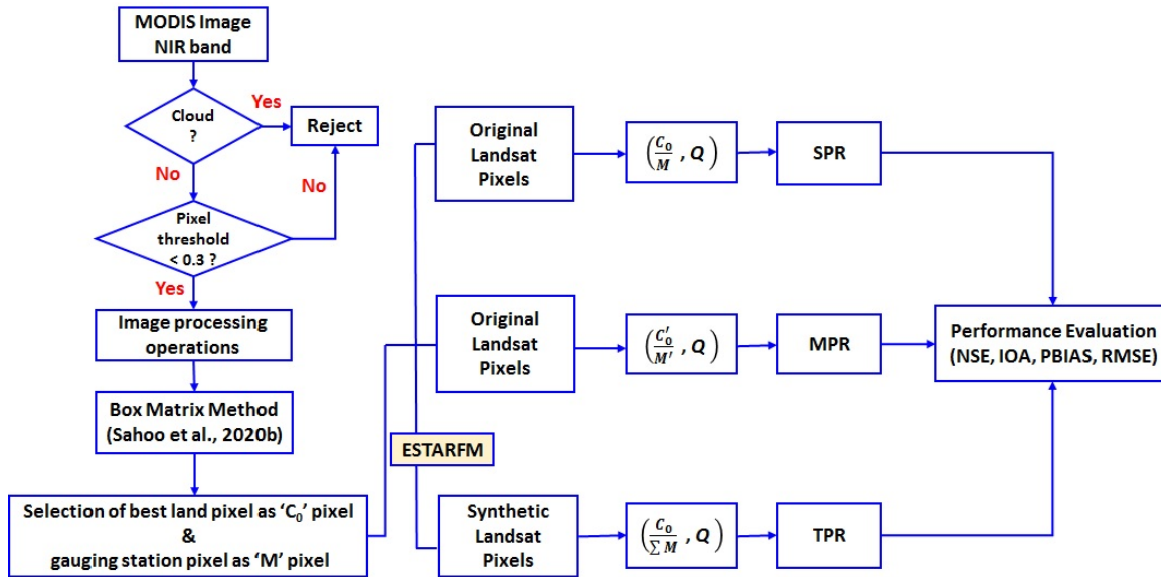 MODIS Image
NIR band
Cloud
?
Yes
Reject
No
No
Pixel
threshold
< 0.3 ?
Yes
Image processing
operations
Box Matrix Method
(Sahoo et al., 2020b)
Selection of best land pixel as ‘C₀’ pixel
&
gauging station pixel as ‘M’ pixel
Original
Landsat
Pixels
(C₀/M , Q)
SPR
Original
Landsat
Pixels
(C₀′/M′ , Q)
MPR
ESTARFM
Synthetic
Landsat
Pixels
(C₀/∑ M , Q)
TPR
Performance Evaluation
(NSE, IOA, PBIAS, RMSE)